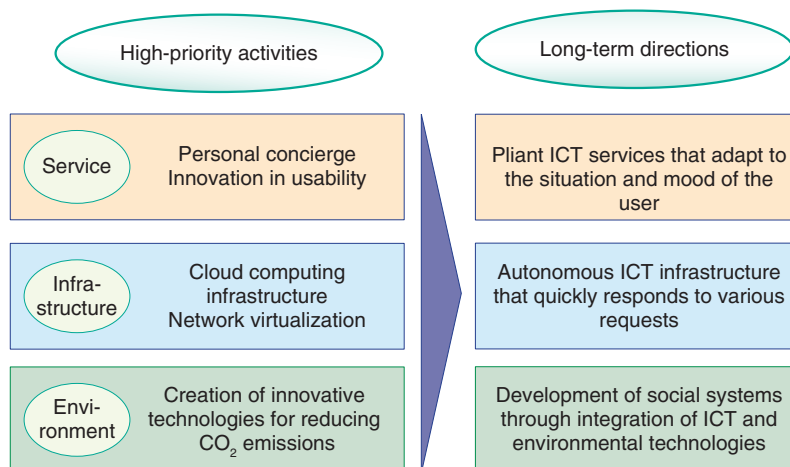 High-priority activities
Long-term directions
Service
Personal concierge
Innovation in usability
Pliant ICT services that adapt to
the situation and mood of the
user
Infra-
structure
Cloud computing
infrastructure
Network virtualization
Autonomous ICT infrastructure
that quickly responds to various
requests
Envi-
ronment
Creation of innovative
technologies for reducing
CO₂ emissions
Development of social systems
through integration of ICT and
environmental technologies